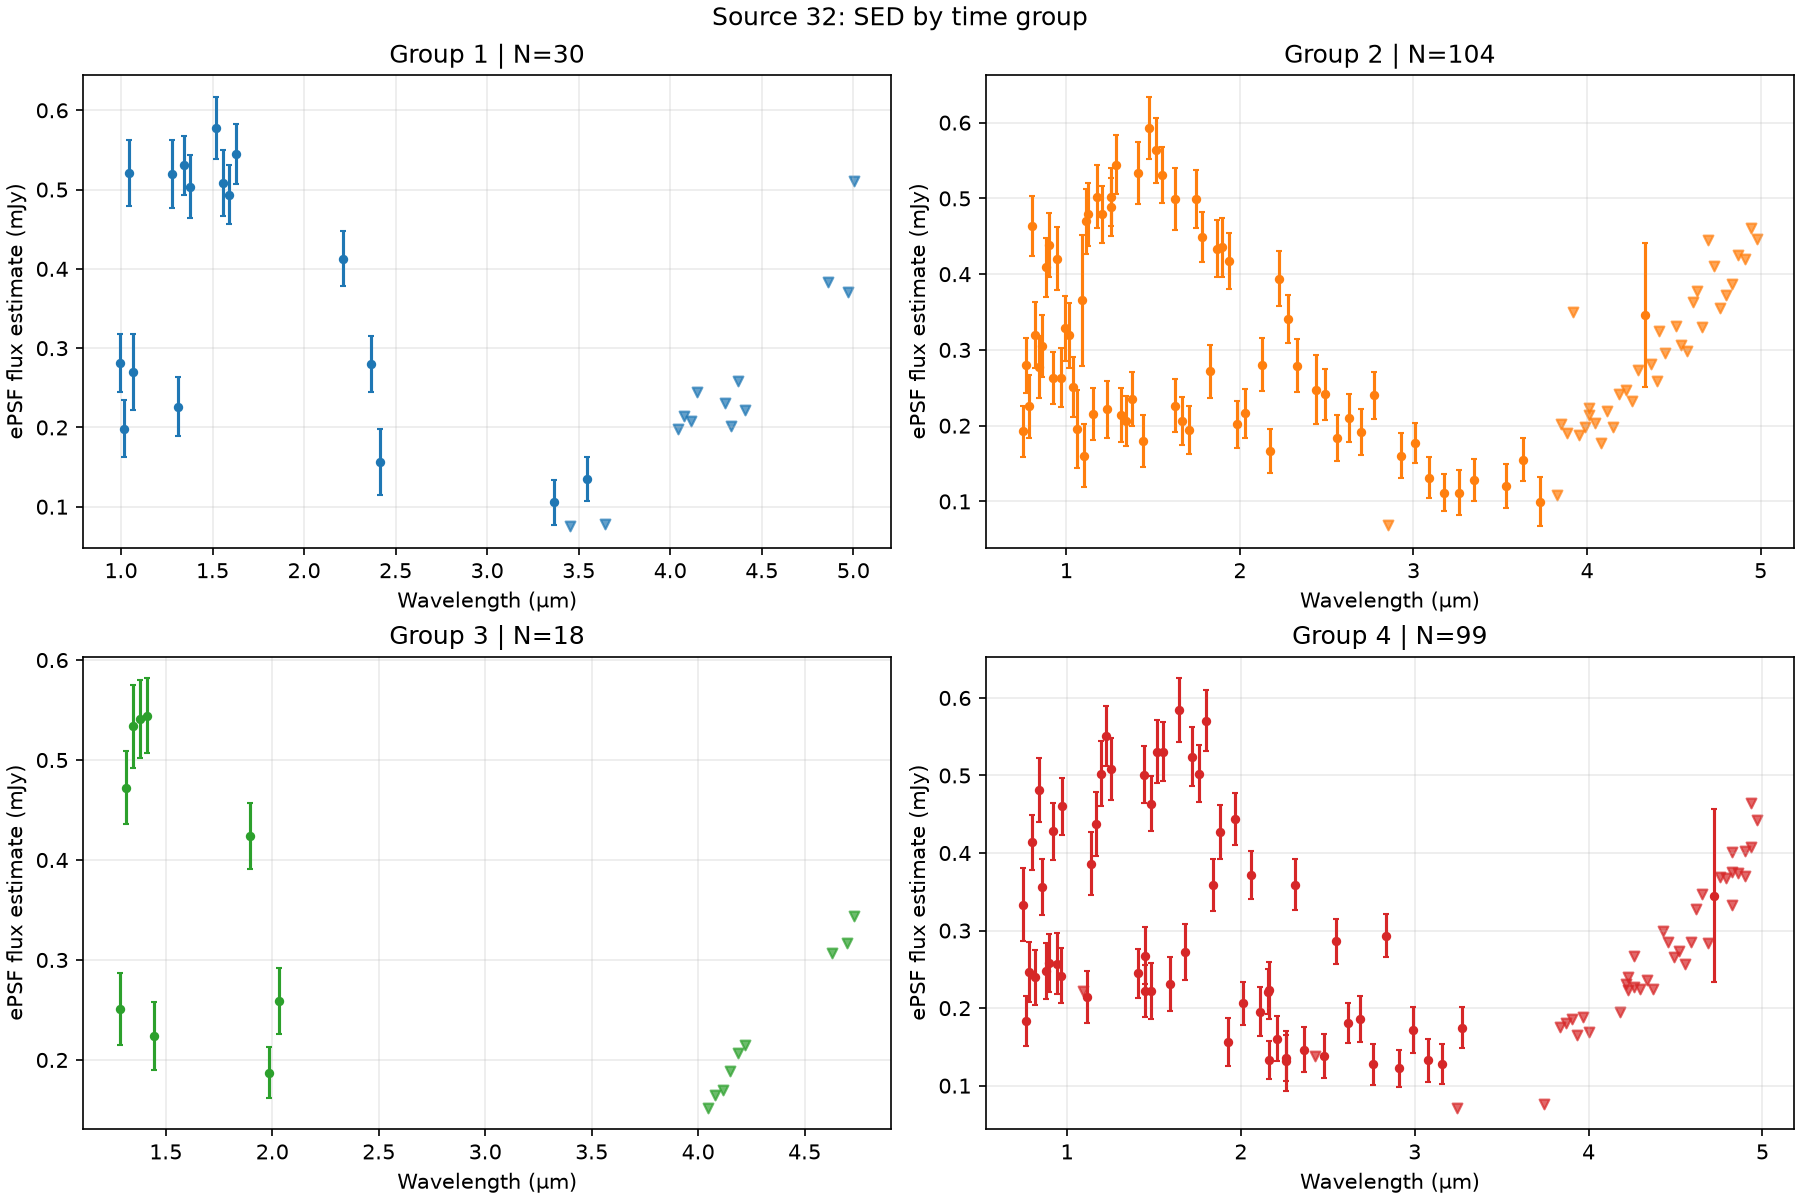 Source 32: SED by time group
Group 1 | N=30
ePSF flux estimate (mJy)
0.6
0.5
0.4
0.3
0.2
0.1
1.0 1.5 2.0 2.5 3.0 3.5 4.0 4.5 5.0
Wavelength (μm)
Group 2 | N=104
ePSF flux estimate (mJy)
0.6
0.5
0.4
0.3
0.2
0.1
1 2 3 4 5
Wavelength (μm)
Group 3 | N=18
ePSF flux estimate (mJy)
0.6
0.5
0.4
0.3
0.2
1.5 2.0 2.5 3.0 3.5 4.0 4.5
Wavelength (μm)
Group 4 | N=99
ePSF flux estimate (mJy)
0.6
0.5
0.4
0.3
0.2
0.1
1 2 3 4 5
Wavelength (μm)